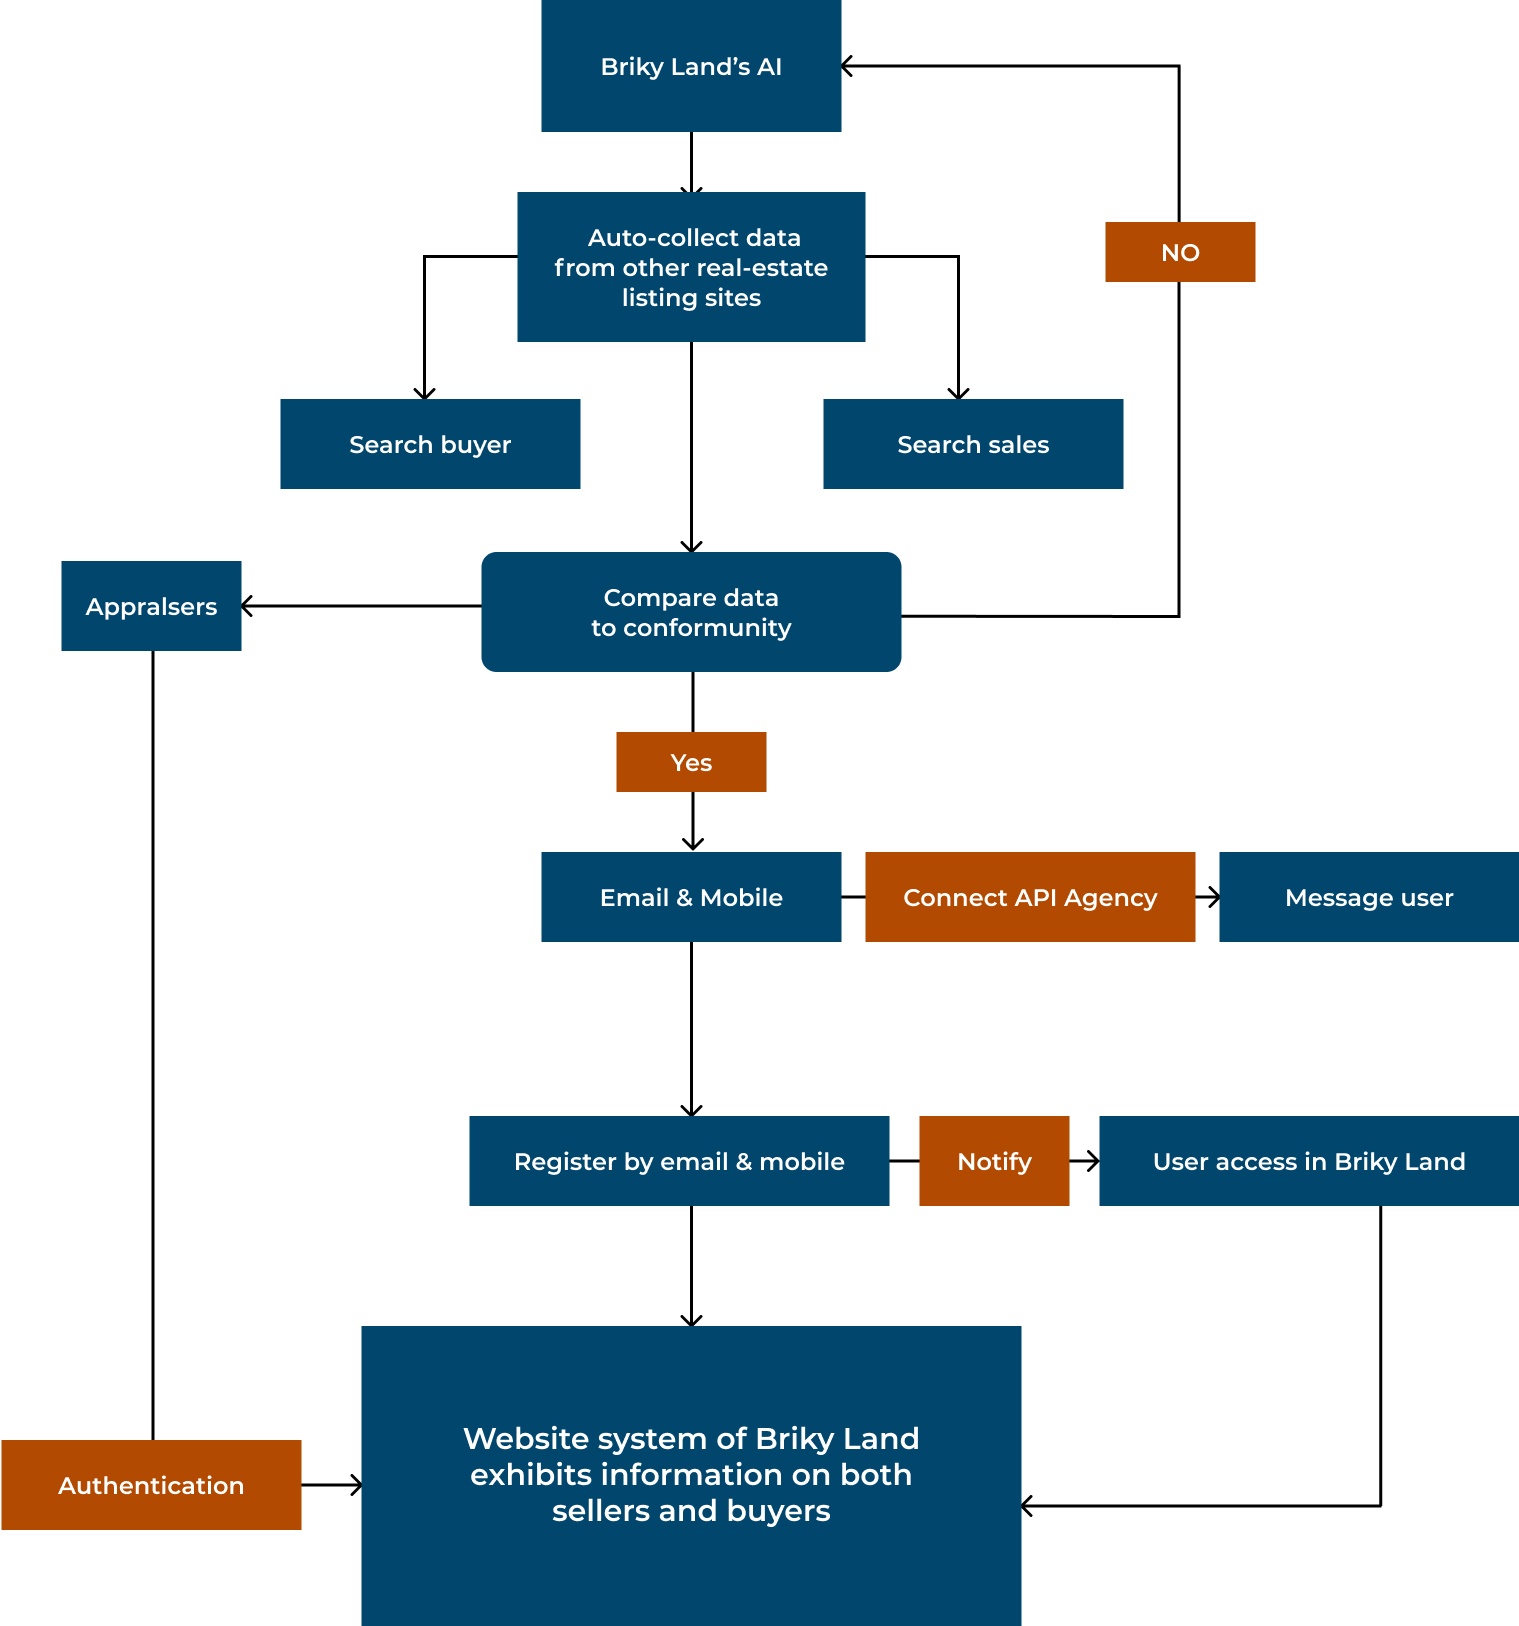 Briky Land’s AI
Auto-collect data
from other real-estate
listing sites
NO
Search buyer
Search sales
Appralsers
Compare data
to conformunity
Yes
Email & Mobile
Connect API Agency
Message user
Register by email & mobile
Notify
User access in Briky Land
Website system of Briky Land
exhibits information on both
sellers and buyers
Authentication